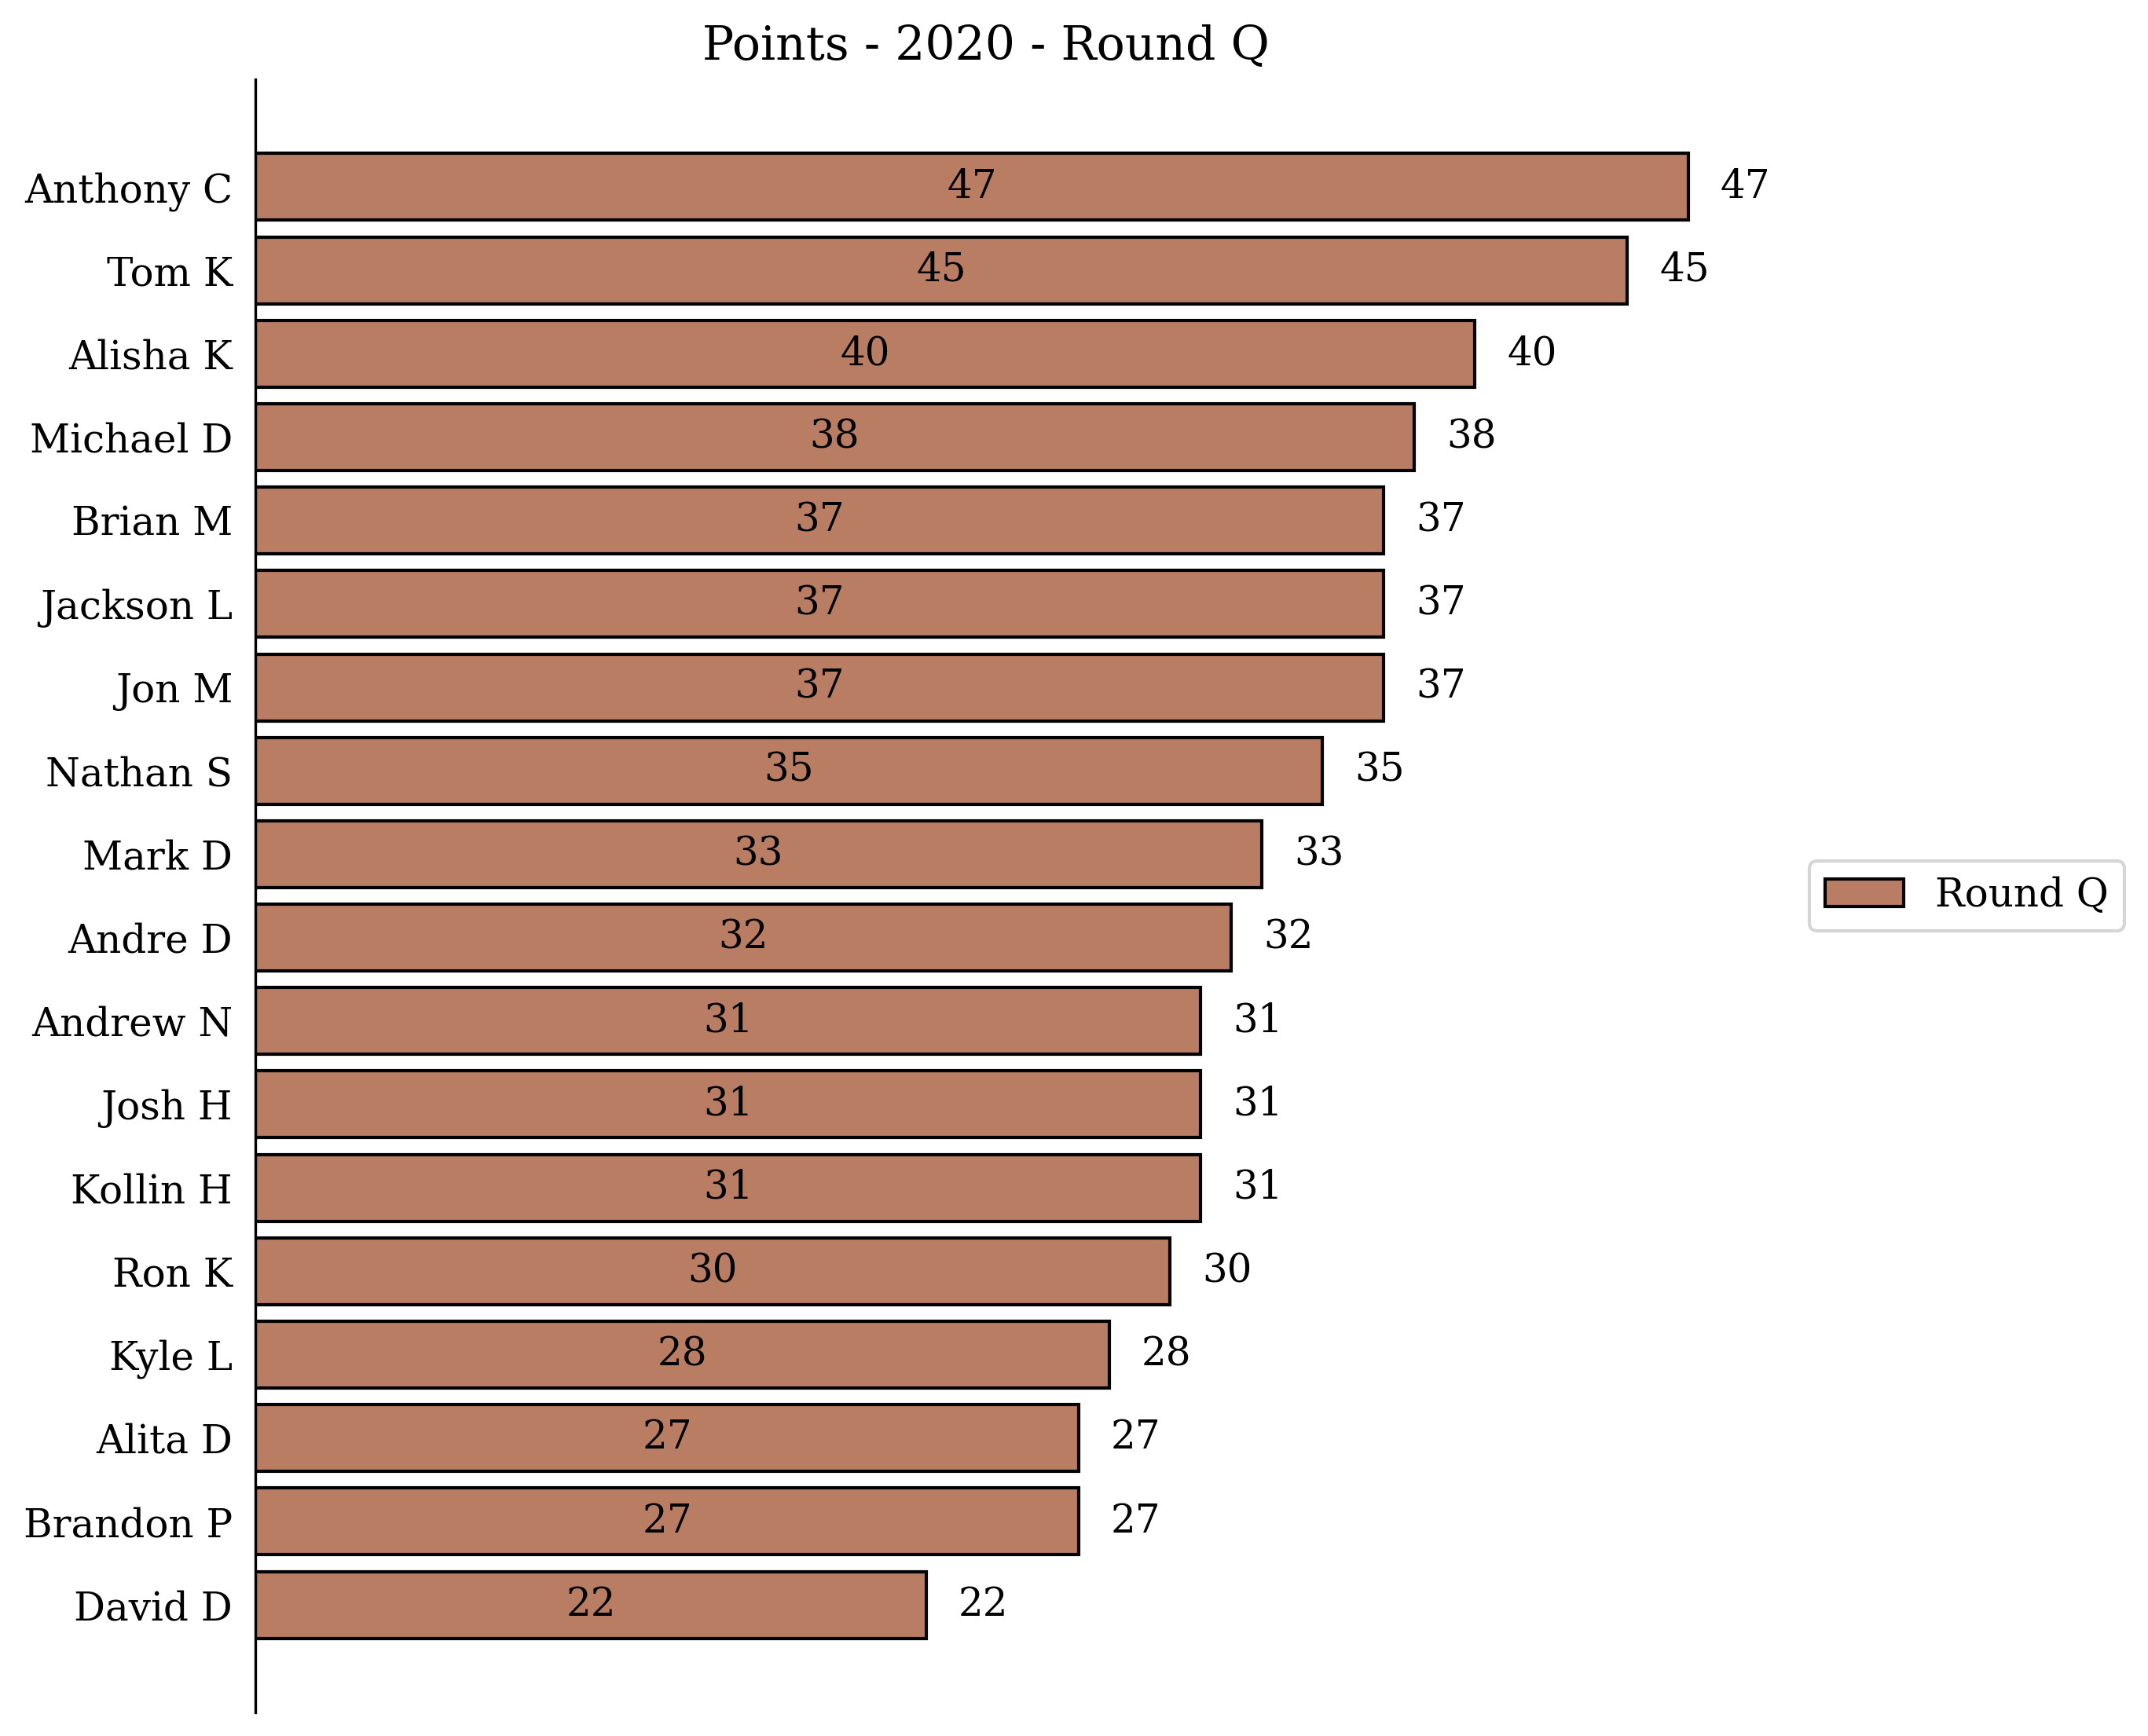 Points - 2020 - Round Q
Anthony C 47 47
Tom K 45 45
Alisha K 40 40
Michael D 38 38
Brian M 37 37
Jackson L 37 37
Jon M 37 37
Nathan S 35 35
Mark D 33 33
Round Q
Andre D 32 32
Andrew N 31 31
Josh H 31 31
Kollin H 31 31
Ron K 30 30
Kyle L 28 28
Alita D 27 27
Brandon P 27 27
David D 22 22